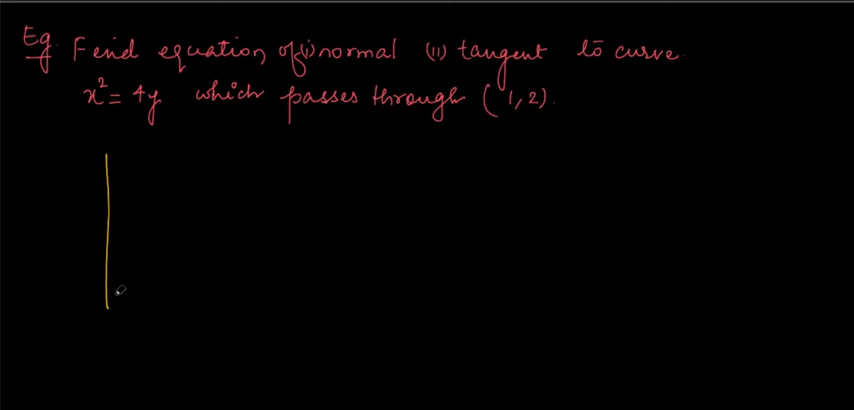 Eg. Find equation of (i) normal (ii) tangent to curve.
x² = 4y which passes through (1, 2).